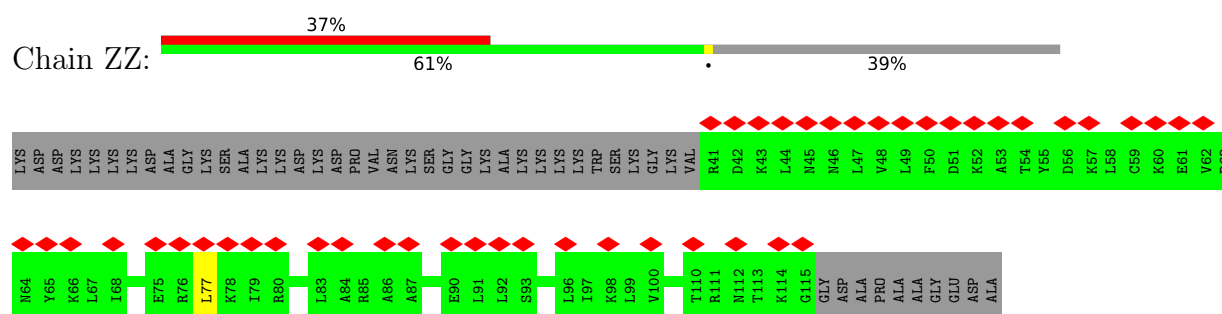 37%
Chain ZZ:
61% • 39%
LYS ASP ASP LYS LYS LYS LYS ASP ALA GLY LYS SER ALA LYS LYS ASP LYS ASP PRO VAL ASN LYS SER GLY GLY LYS ALA LYS LYS LYS LYS TRP SER LYS GLY LYS VAL R41 D42 K43 L44 N45 N46 L47 V48 L49 F50 D51 K52 A53 T54 Y55 D56 K57 L58 C59 K60 E61 V62
N64 Y65 K66 L67 I68 E75 R76 L77 K78 I79 R80 L83 A84 R85 A86 A87 E90 L91 L92 S93 L96 I97 K98 L99 V100 T110 R111 N112 T113 K114 G115 GLY ASP ALA PRO ALA ALA GLY GLU ASP ALA